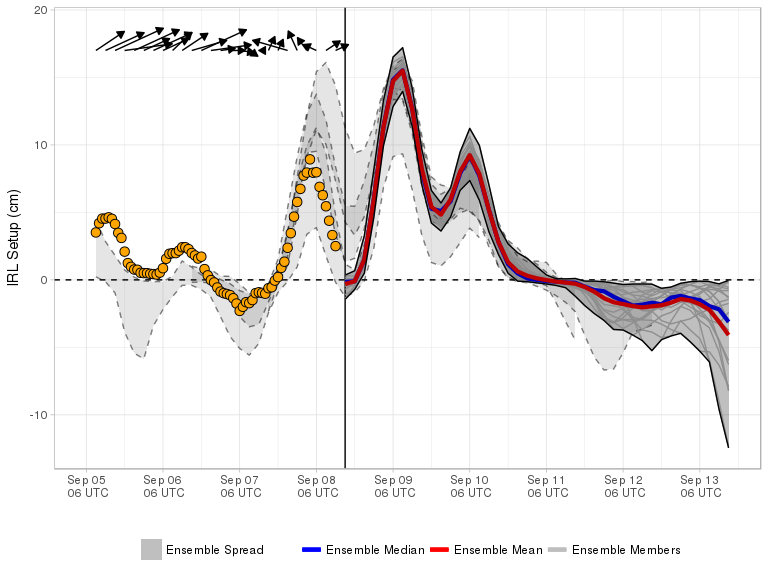 IRL Setup (cm)
20
10
0
-10
Sep 05 Sep 06 Sep 07 Sep 08 Sep 09 Sep 10 Sep 11 Sep 12 Sep 13
06 UTC 06 UTC 06 UTC 06 UTC 06 UTC 06 UTC 06 UTC 06 UTC 06 UTC
Ensemble Spread Ensemble Median Ensemble Mean Ensemble Members